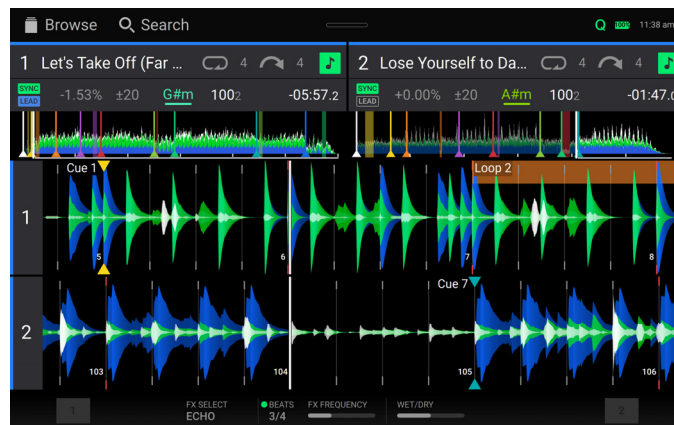 Browse Search Q 100% 11:38 am
1 Let's Take Off (Far ... 4 4
2 Lose Yourself to Da... 4 4
SYNC
LEAD
-1.53% ±20 G#m 1002 -05:57.2
SYNC
LEAD
+0.00% ±20 A#m 1002 -01:47.0
Cue 1 Loop 2
1
5 6 7 8
Cue 7
2
103 104 105 106
1 FX SELECT BEATS FX FREQUENCY WET/DRY 2
ECHO 3/4